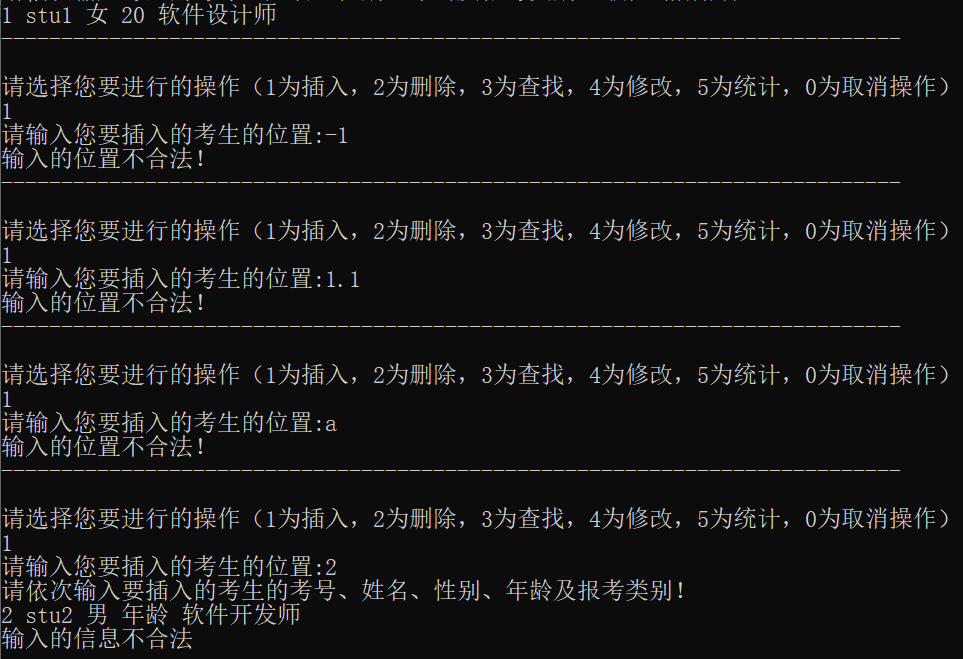 1 stu1 女 20 软件设计师
---------------------------------------------------------------------------
请选择您要进行的操作（1为插入，2为删除，3为查找，4为修改，5为统计，0为取消操作）
1
请输入您要插入的考生的位置:-1
输入的位置不合法！
---------------------------------------------------------------------------
请选择您要进行的操作（1为插入，2为删除，3为查找，4为修改，5为统计，0为取消操作）
1
请输入您要插入的考生的位置:1.1
输入的位置不合法！
---------------------------------------------------------------------------
请选择您要进行的操作（1为插入，2为删除，3为查找，4为修改，5为统计，0为取消操作）
1
请输入您要插入的考生的位置:a
输入的位置不合法！
---------------------------------------------------------------------------
请选择您要进行的操作（1为插入，2为删除，3为查找，4为修改，5为统计，0为取消操作）
1
请输入您要插入的考生的位置:2
请依次输入要插入的考生的考号、姓名、性别、年龄及报考类别！
2 stu2 男 年龄 软件开发师
输入的信息不合法